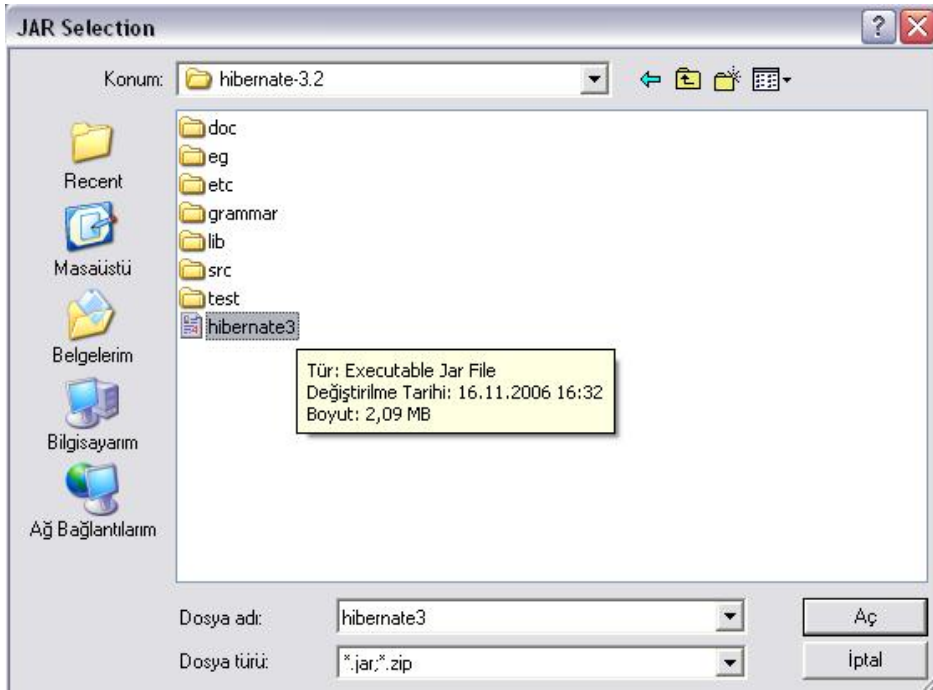 JAR Selection
Konum:
hibernate-3.2
doc
eg
etc
grammar
lib
src
test
hibernate3
Tür: Executable Jar File
Değiştirilme Tarihi: 16.11.2006 16:32
Boyut: 2,09 MB
Recent
Masaüstü
Belgelerim
Bilgisayarım
Ağ Bağlantılarım
Dosya adı:
hibernate3
Aç
Dosya türü:
*.jar;*.zip
İptal